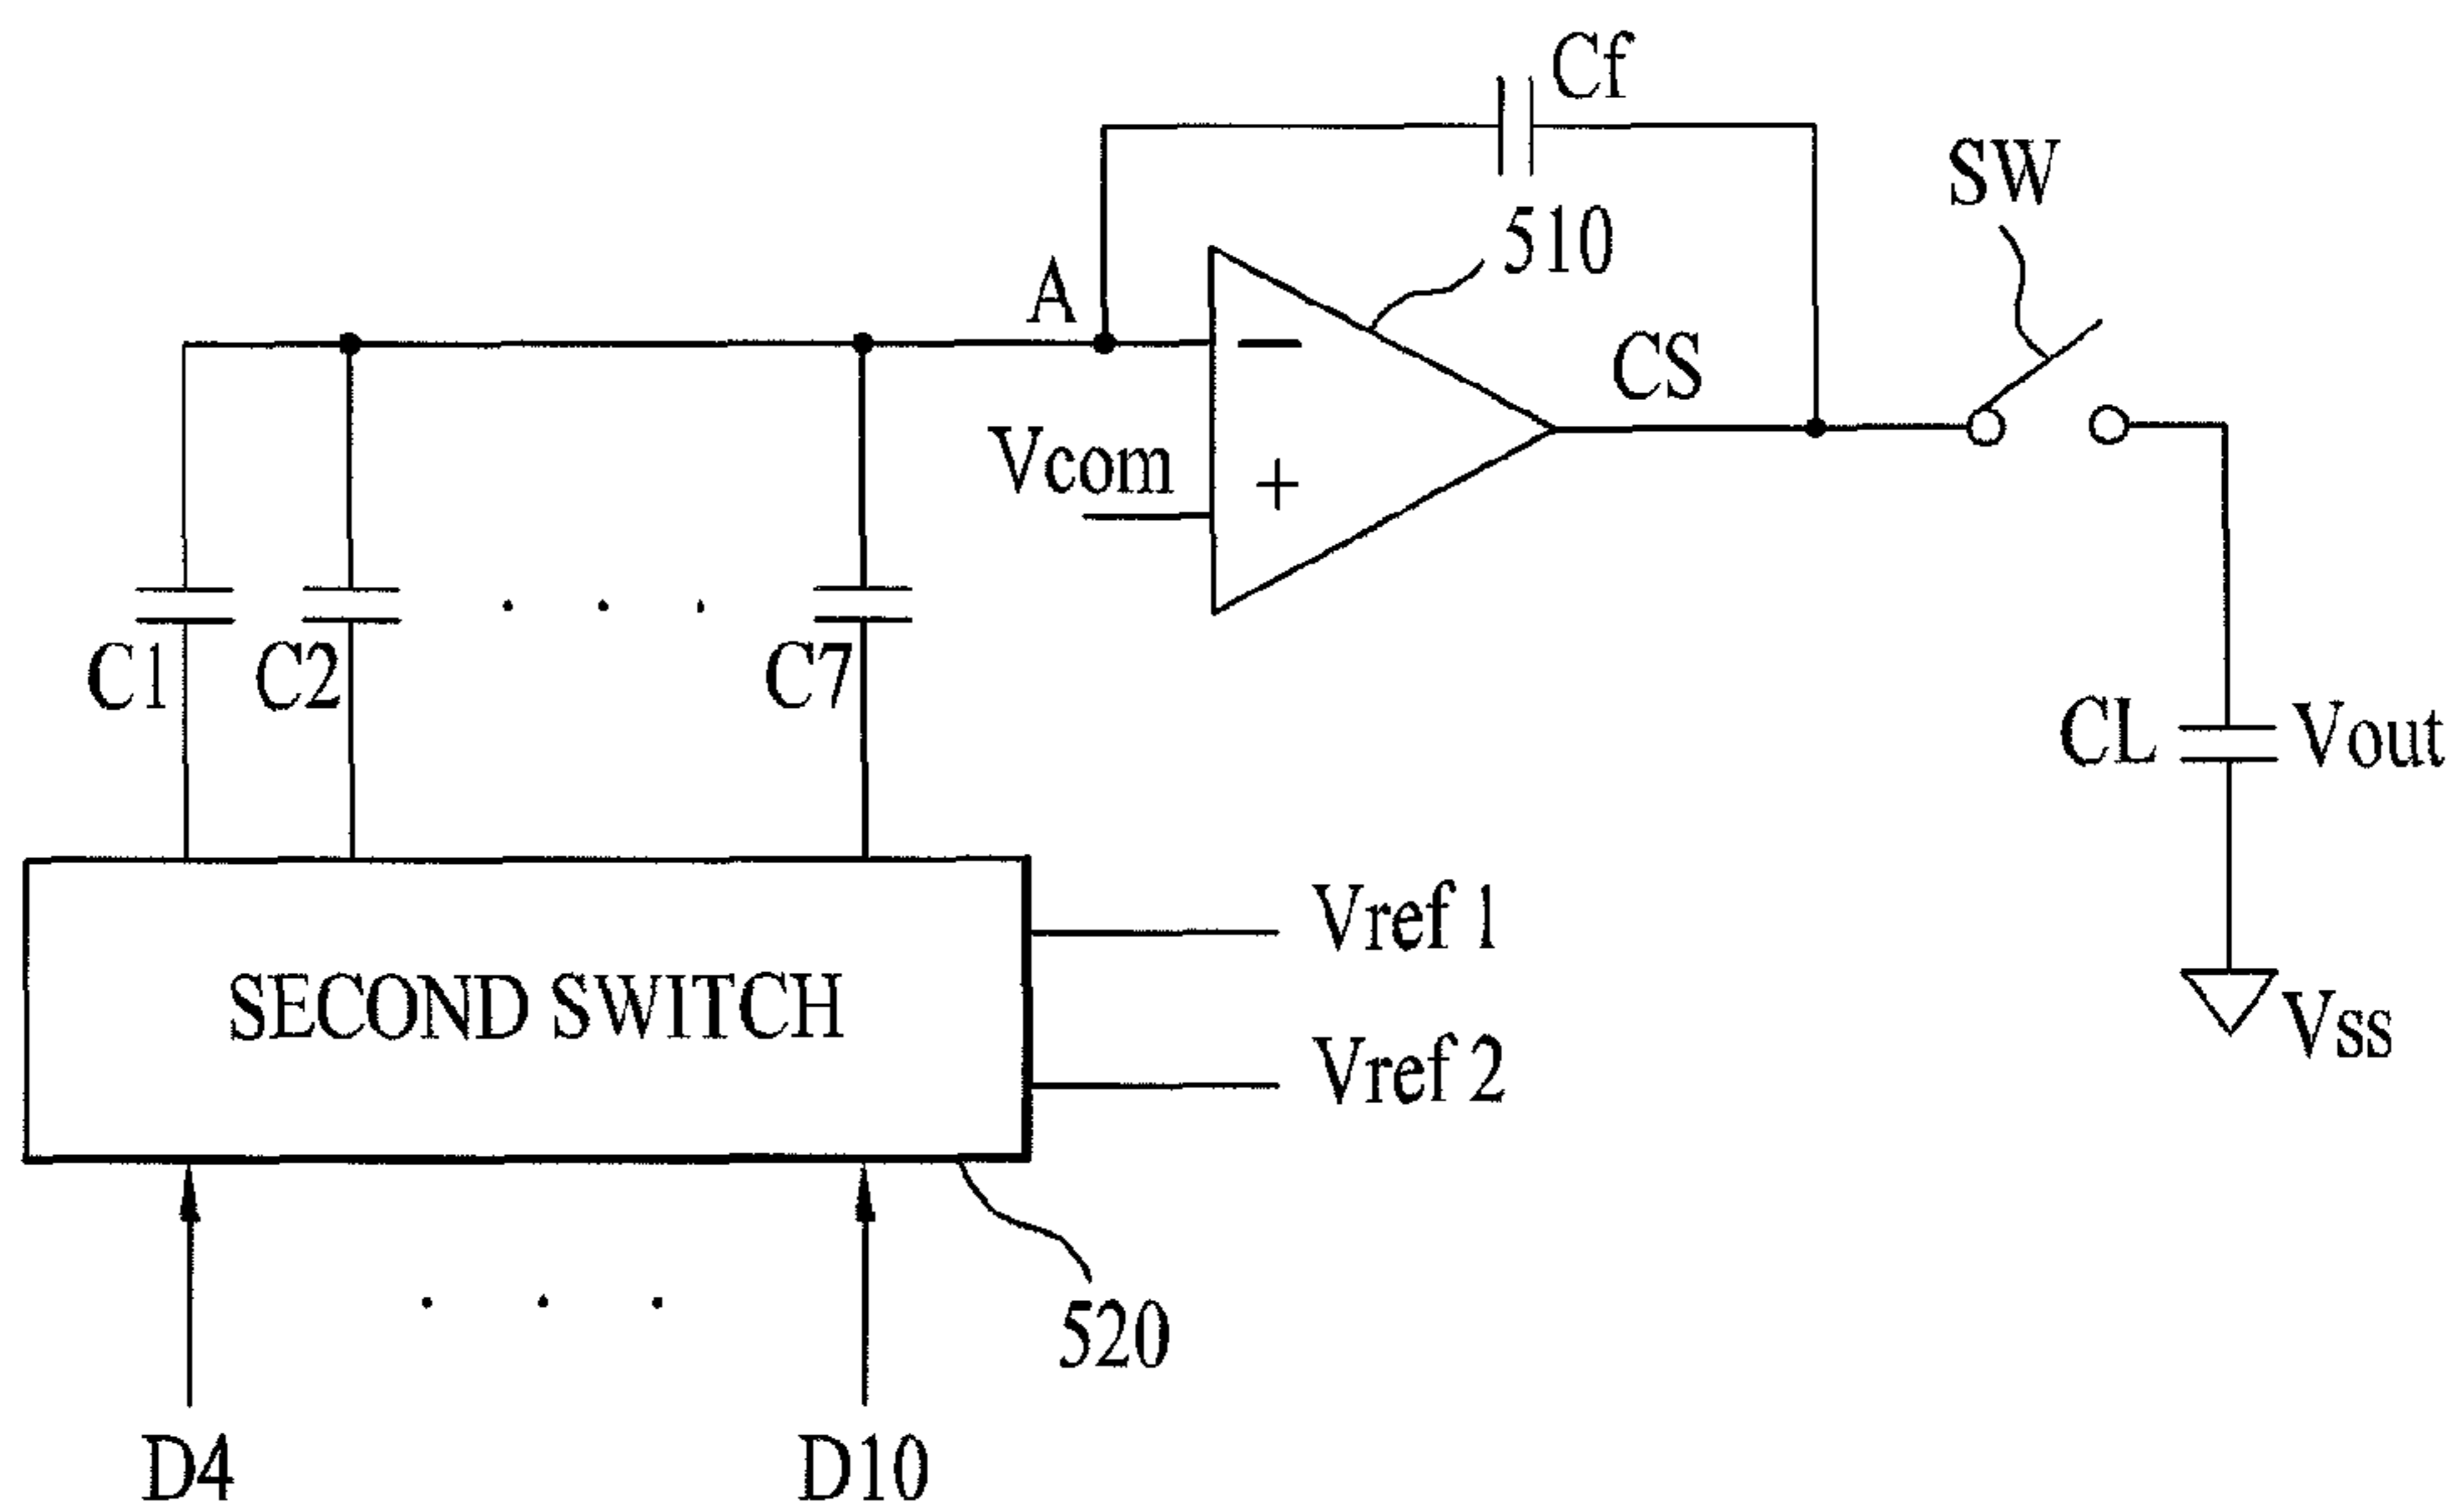 Cf
SW
510
A
CS
−
Vcom
+
C1
C2
. . .
C7
CL
Vout
Vref 1
SECOND SWITCH
Vss
Vref 2
. . .
520
D4
D10